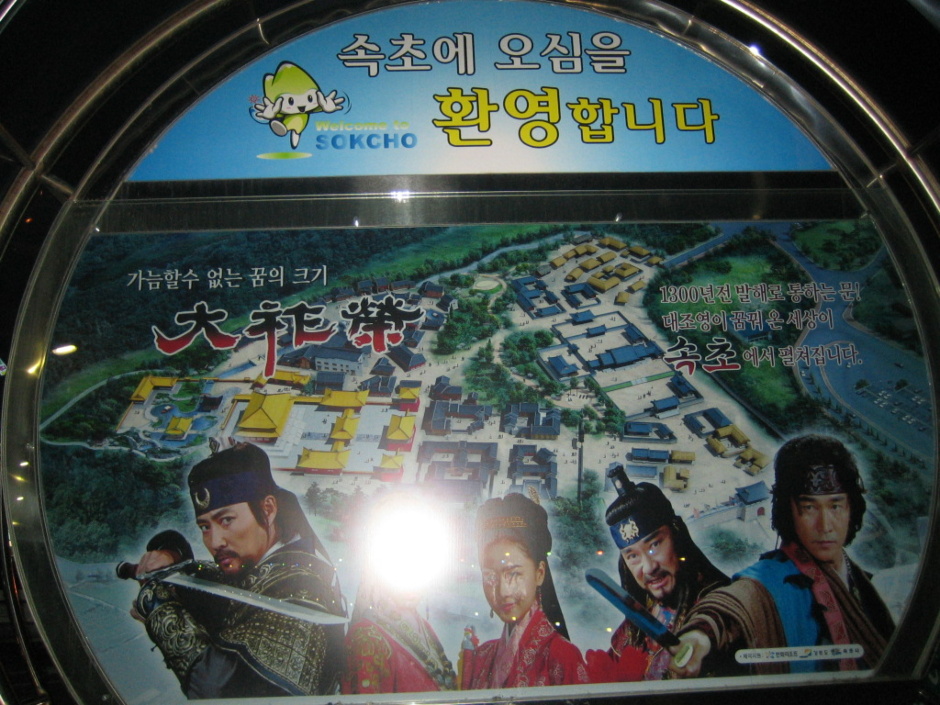 속초에 오심을
환영합니다
Welcome to
SOKCHO
가늠할수 없는 꿈의 크기
大祚榮
1300년전 발해로 통하는 문!
대조영이 꿈꿔 온 세상이
속초에서 펼쳐집니다.